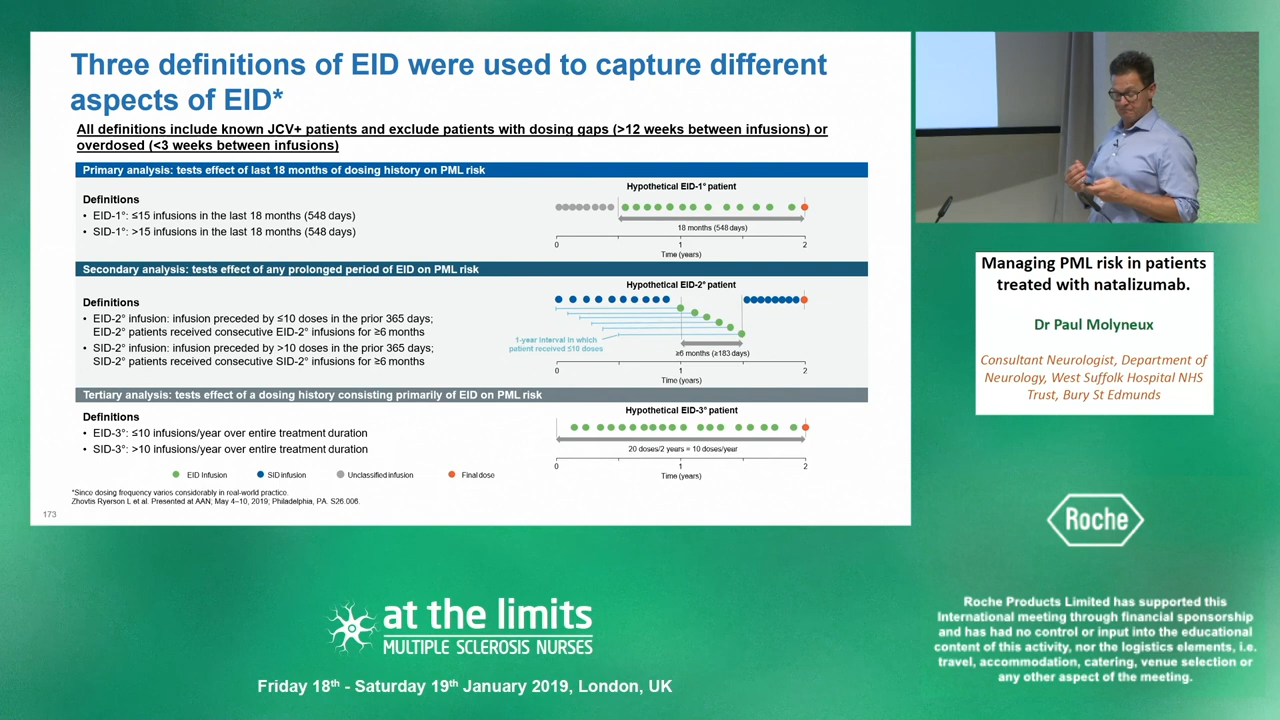 Three definitions of EID were used to capture different
aspects of EID*
All definitions include known JCV+ patients and exclude patients with dosing gaps (>12 weeks between infusions) or
overdosed (<3 weeks between infusions)
Primary analysis: tests effect of last 18 months of dosing history on PML risk
Definitions
• EID-1°: ≤15 infusions in the last 18 months (548 days)
• SID-1°: >15 infusions in the last 18 months (548 days)
Hypothetical EID-1° patient
18 months (548 days)
0 1 2
Time (years)
Secondary analysis: tests effect of any prolonged period of EID on PML risk
Definitions
• EID-2° infusion: infusion preceded by ≤10 doses in the prior 365 days;
EID-2° patients received consecutive EID-2° infusions for ≥6 months
• SID-2° infusion: infusion preceded by >10 doses in the prior 365 days;
SID-2° patients received consecutive SID-2° infusions for ≥6 months
Hypothetical EID-2° patient
1-year interval in which
patient received ≤10 doses
≥6 months (≥183 days)
0 1 2
Time (years)
Tertiary analysis: tests effect of a dosing history consisting primarily of EID on PML risk
Definitions
• EID-3°: ≤10 infusions/year over entire treatment duration
• SID-3°: >10 infusions/year over entire treatment duration
Hypothetical EID-3° patient
20 doses/2 years = 10 doses/year
0 1 2
Time (years)
EID Infusion SID infusion Unclassified infusion Final dose
*Since dosing frequency varies considerably in real-world practice.
Zhovtis Ryerson L et al. Presented at AAN; May 4–10, 2019; Philadelphia, PA. S26.006.
173
Managing PML risk in patients
treated with natalizumab.
Dr Paul Molyneux
Consultant Neurologist, Department of
Neurology, West Suffolk Hospital NHS
Trust, Bury St Edmunds
Roche
Roche Products Limited has supported this
International meeting through financial sponsorship
and has had no control or input into the educational
content of this activity, nor the logistics elements, i.e.
travel, accommodation, catering, venue selection or
any other aspect of the meeting.
at the limits
MULTIPLE SCLEROSIS NURSES
Friday 18th - Saturday 19th January 2019, London, UK